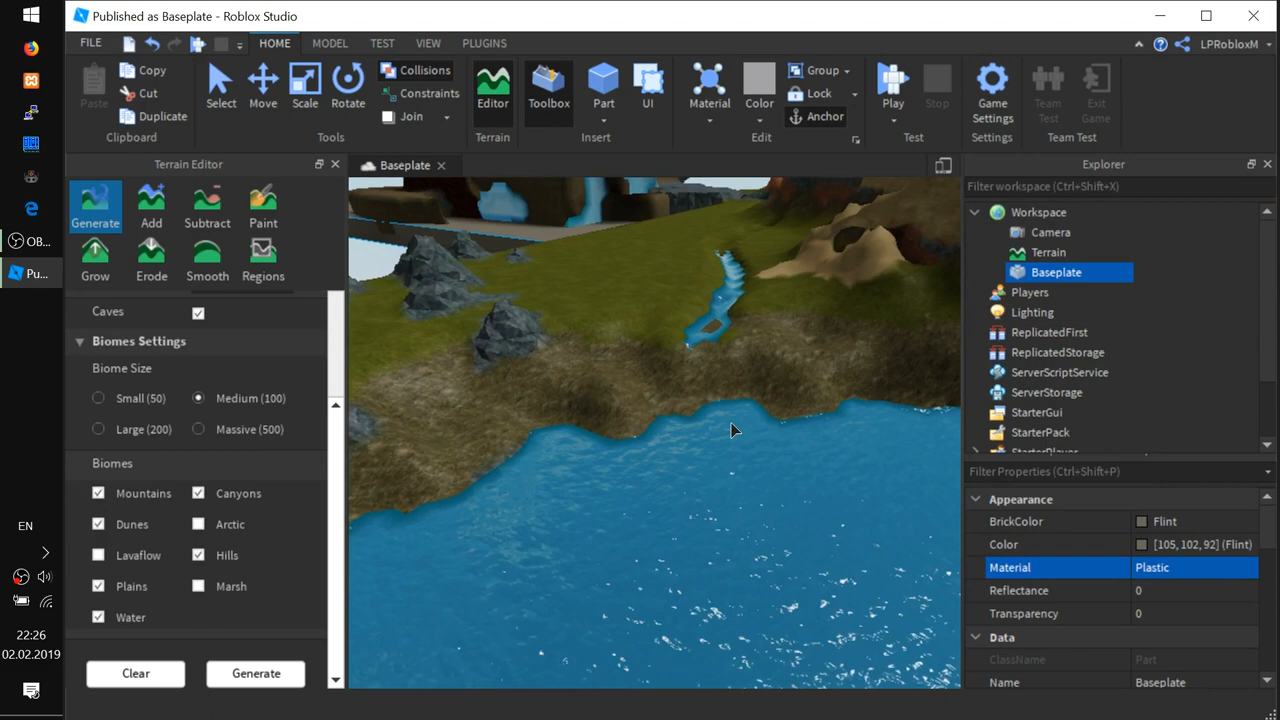 Published as Baseplate - Roblox Studio
FILE HOME MODEL TEST VIEW PLUGINS LPRobloxM
Paste Copy Cut Duplicate Clipboard
Select Move Scale Rotate Collisions Constraints Join Tools
Editor Terrain
Toolbox Part UI Insert
Material Color Group Lock Anchor Edit
Play Stop Test
Game Settings Settings
Team Test Exit Game Team Test
OB...
Pu...
EN
22:26
02.02.2019
Terrain Editor
Generate Add Subtract Paint
Grow Erode Smooth Regions
Caves
Biomes Settings
Biome Size
Small (50) Medium (100)
Large (200) Massive (500)
Biomes
Mountains Canyons
Dunes Arctic
Lavaflow Hills
Plains Marsh
Water
Clear Generate
Baseplate
Explorer
Filter workspace (Ctrl+Shift+X)
Workspace
Camera
Terrain
Baseplate
Players
Lighting
ReplicatedFirst
ReplicatedStorage
ServerScriptService
ServerStorage
StarterGui
StarterPack
StarterPlayer
Filter Properties (Ctrl+Shift+P)
Appearance
BrickColor Flint
Color [105, 102, 92] (Flint)
Material Plastic
Reflectance 0
Transparency 0
Data
ClassName Part
Name Baseplate